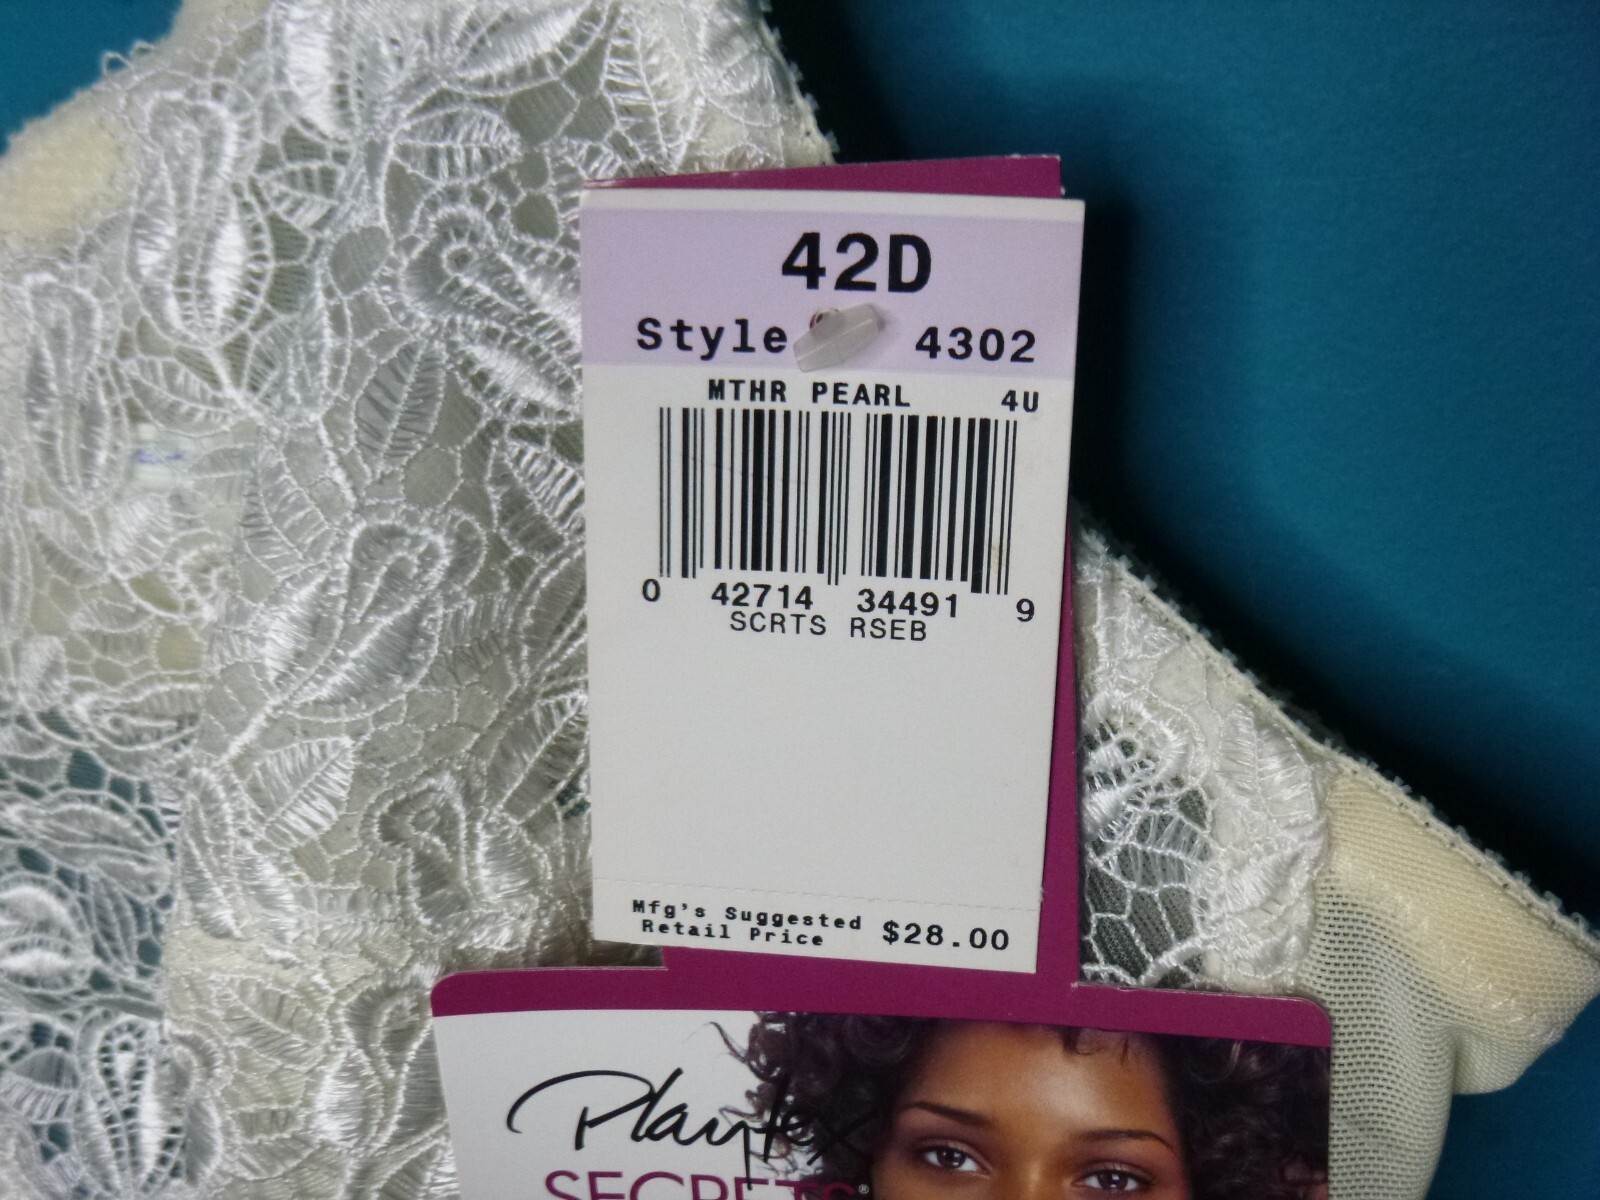 42D
Style 4302
MTHR PEARL 4U
0 42714 34491 9
SCRTS RSEB
Mfg's Suggested
Retail Price $28.00
Playtex
SECRETS®